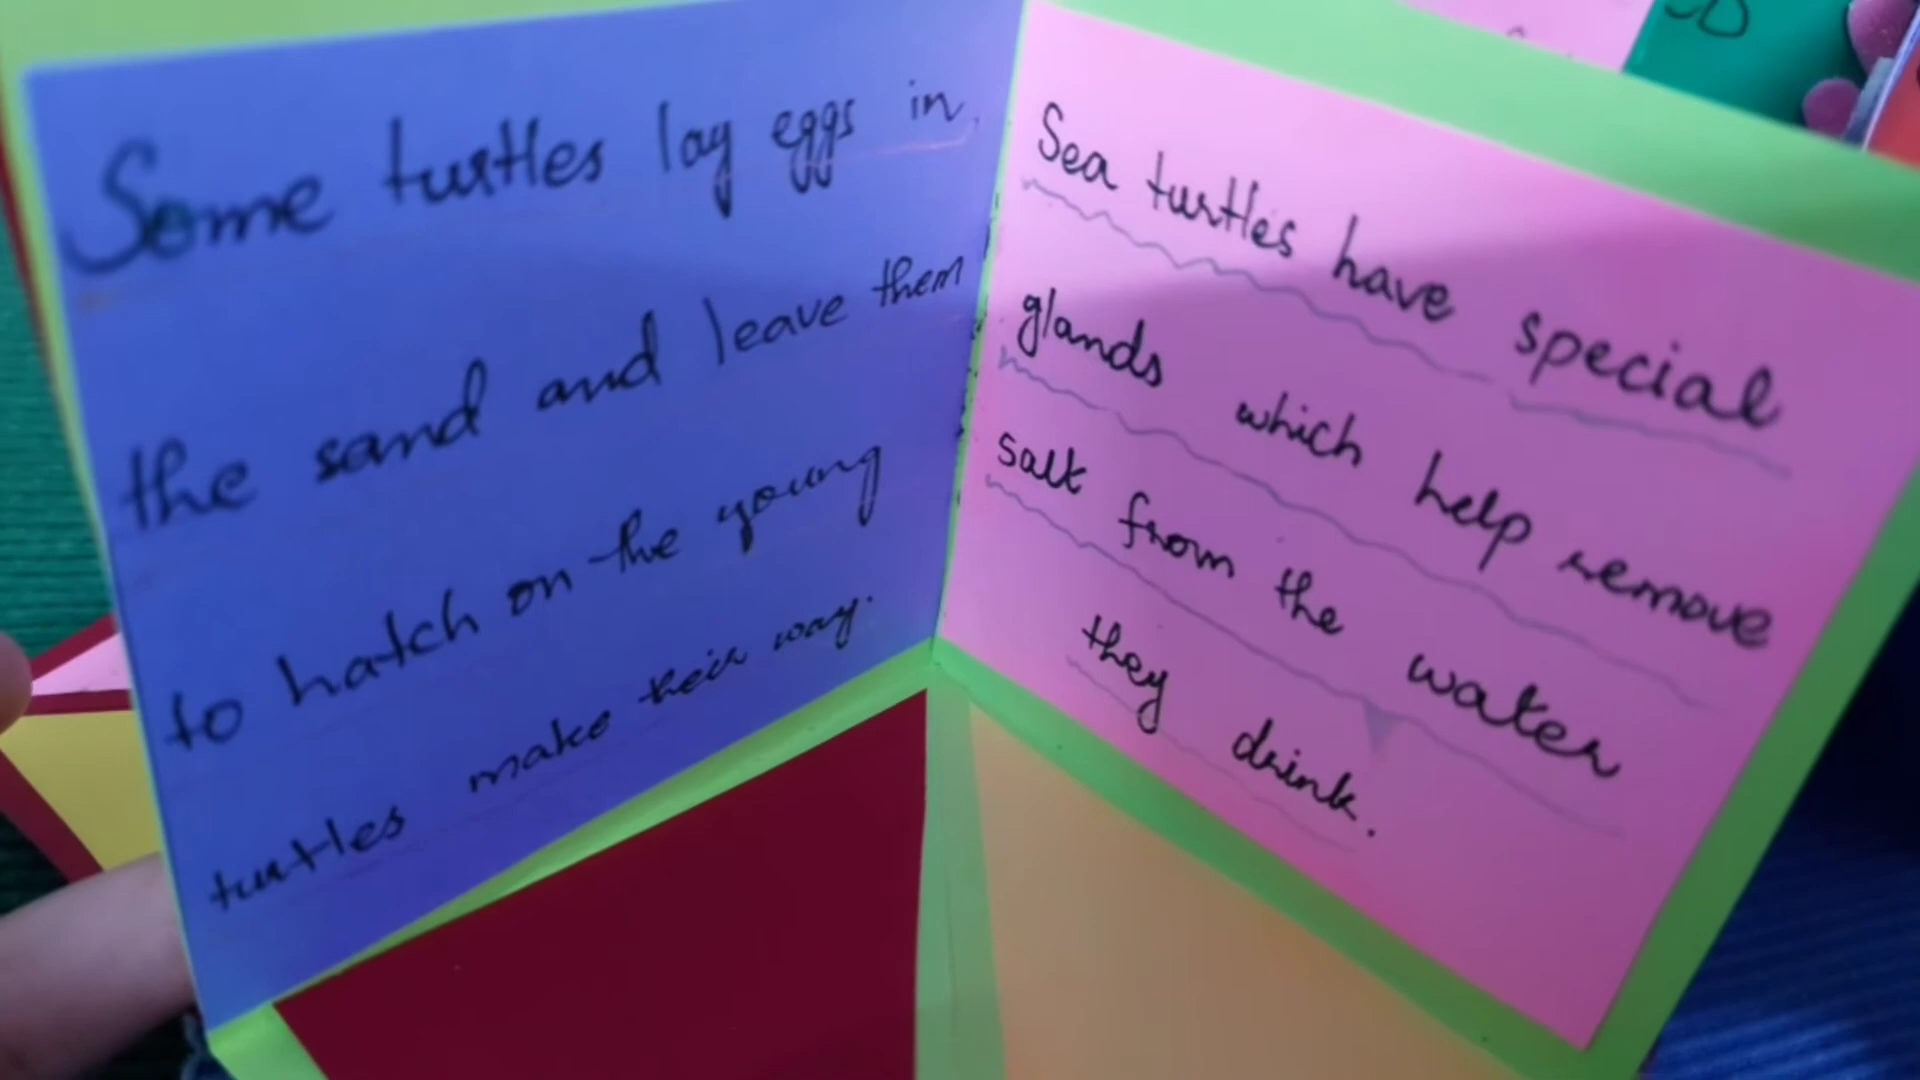 Some turtles lay eggs in
the sand and leave them
to hatch on the young
turtles make their way.
Sea turtles have special
glands which help remove
salt from the water
they drink.